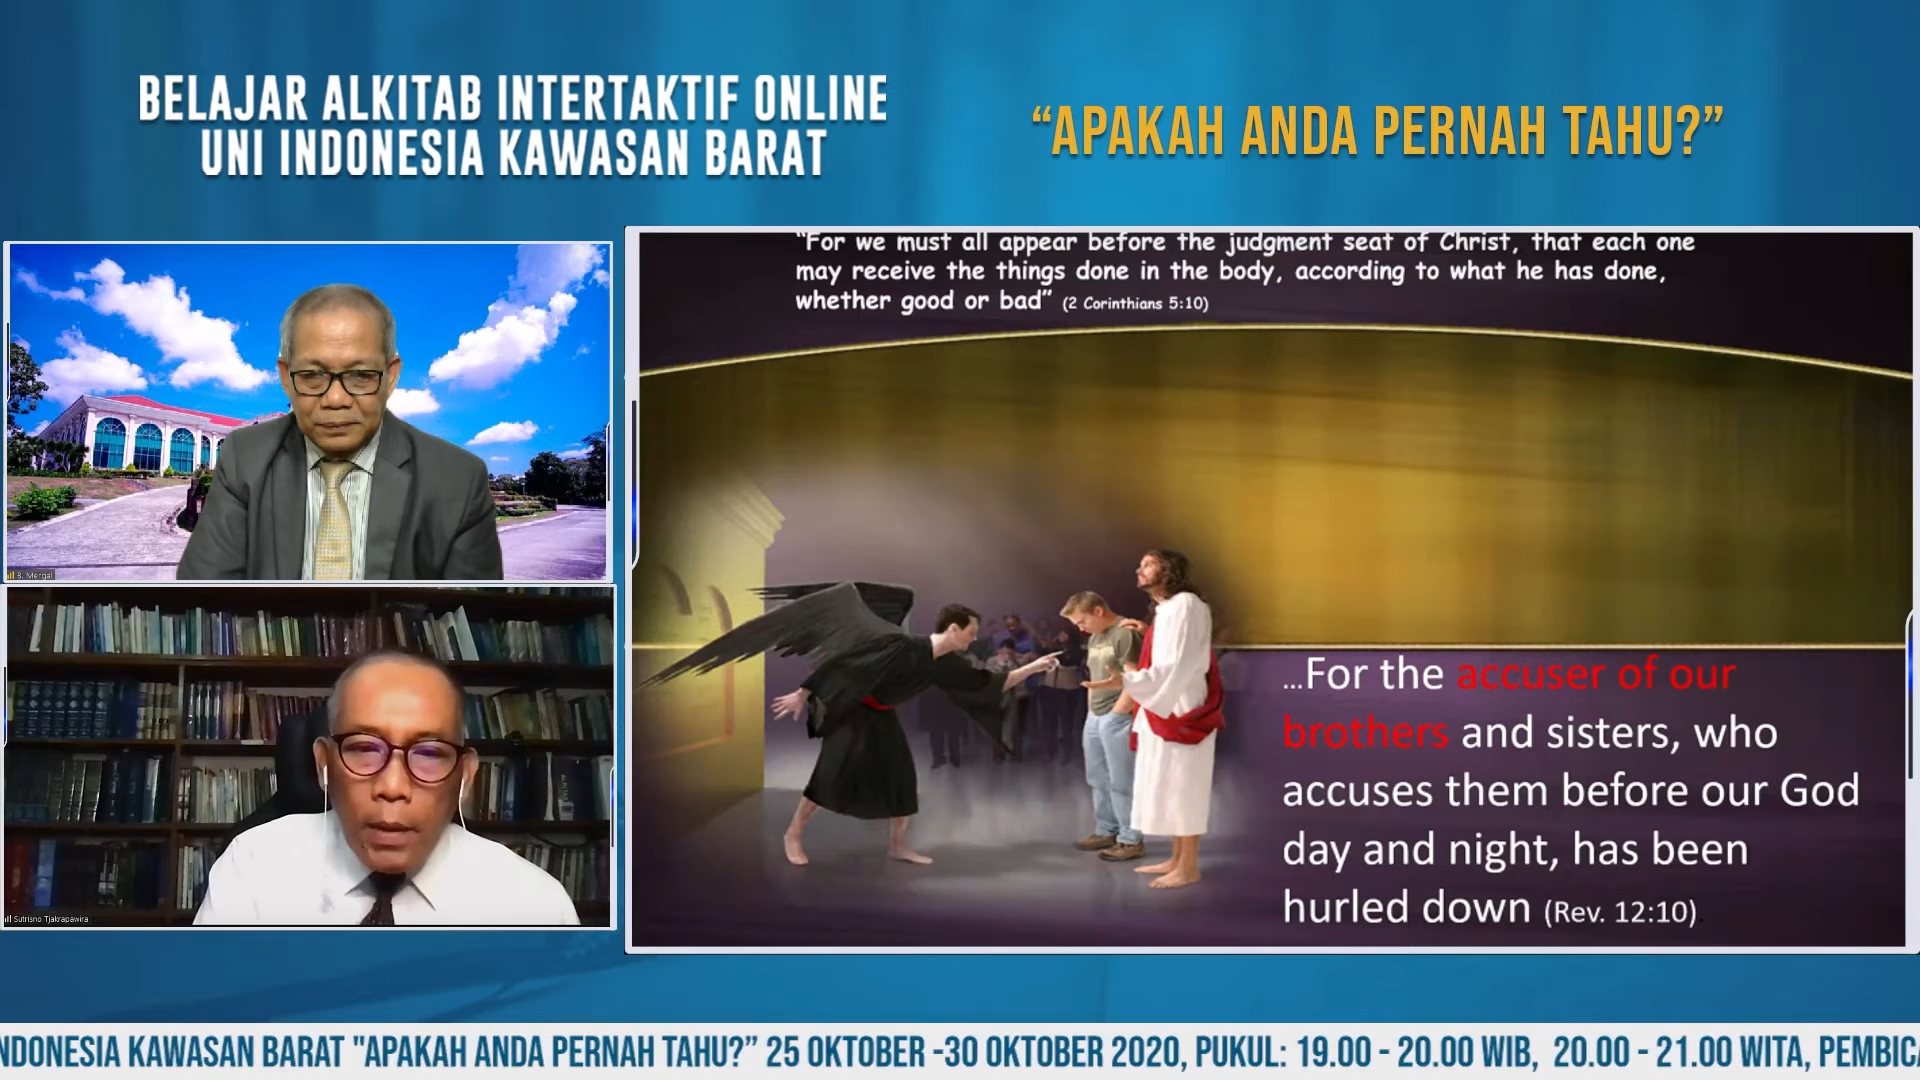 BELAJAR ALKITAB INTERTAKTIF ONLINE
UNI INDONESIA KAWASAN BARAT
“APAKAH ANDA PERNAH TAHU?”
“For we must all appear before the judgment seat of Christ, that each one
may receive the things done in the body, according to what he has done,
whether good or bad” (2 Corinthians 5:10)
B. Mergal
Sutrisno Tjakrapawira
...For the accuser of our
brothers and sisters, who
accuses them before our God
day and night, has been
hurled down (Rev. 12:10)
NDONESIA KAWASAN BARAT "APAKAH ANDA PERNAH TAHU?” 25 OKTOBER -30 OKTOBER 2020, PUKUL: 19.00 - 20.00 WIB, 20.00 - 21.00 WITA, PEMBICA